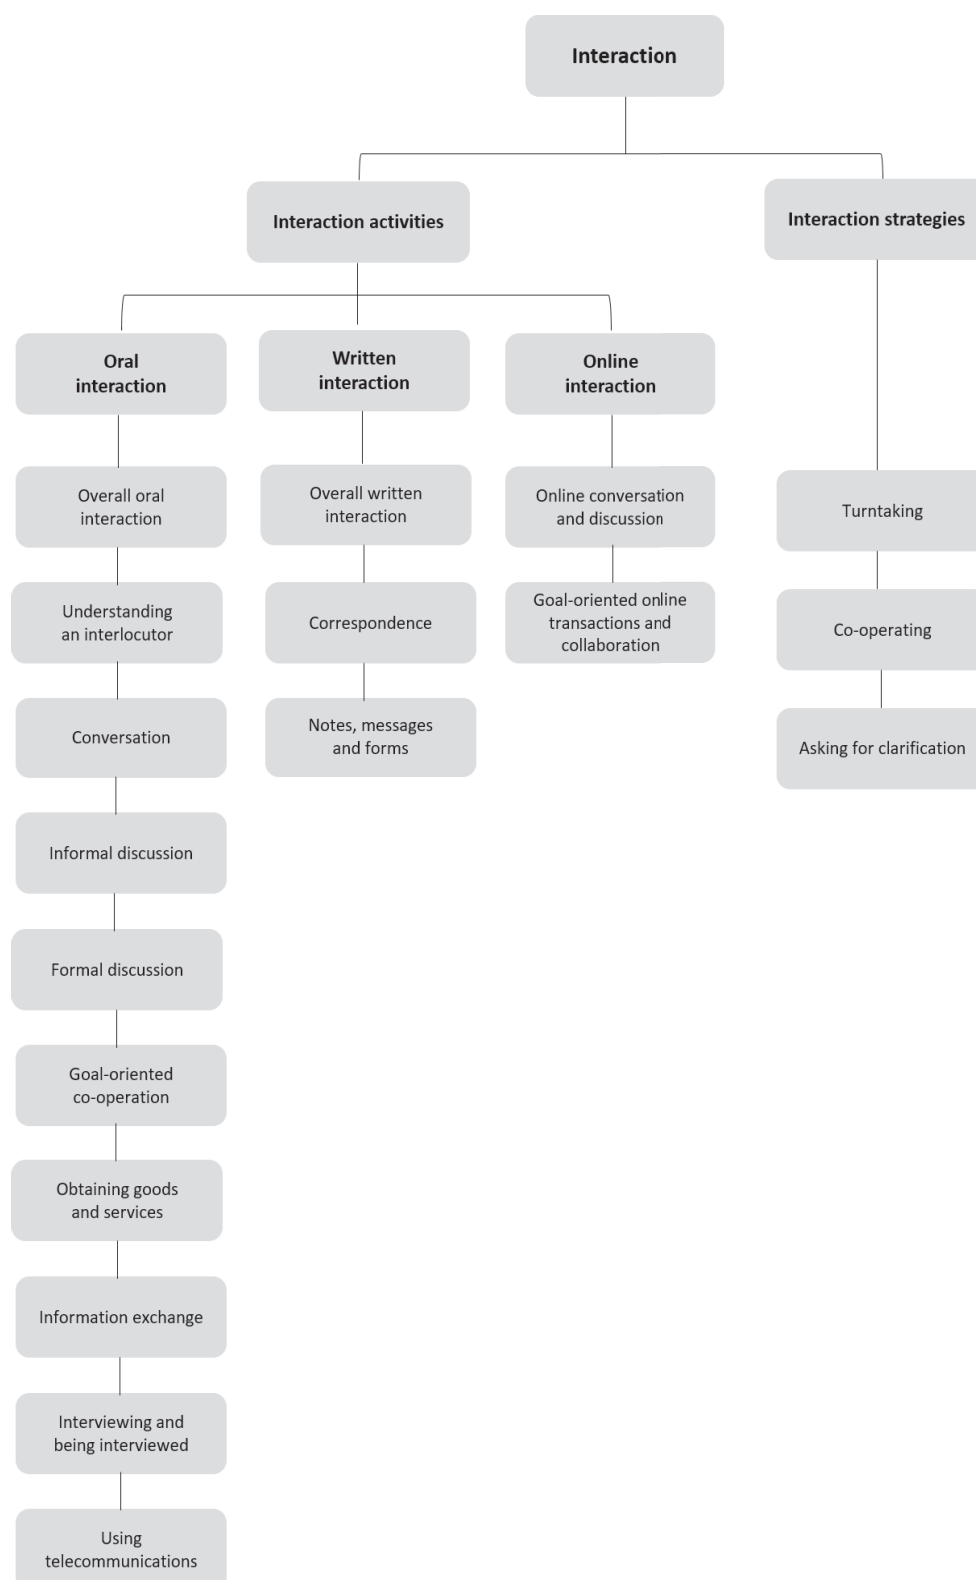 Interaction
Interaction activities
Interaction strategies
Oral
interaction
Written
interaction
Online
interaction
Overall oral
interaction
Understanding
an interlocutor
Conversation
Informal discussion
Formal discussion
Goal-oriented
co-operation
Obtaining goods
and services
Information exchange
Interviewing and
being interviewed
Using
telecommunications
Overall written
interaction
Correspondence
Notes, messages
and forms
Online conversation
and discussion
Goal-oriented online
transactions and
collaboration
Turntaking
Co-operating
Asking for clarification